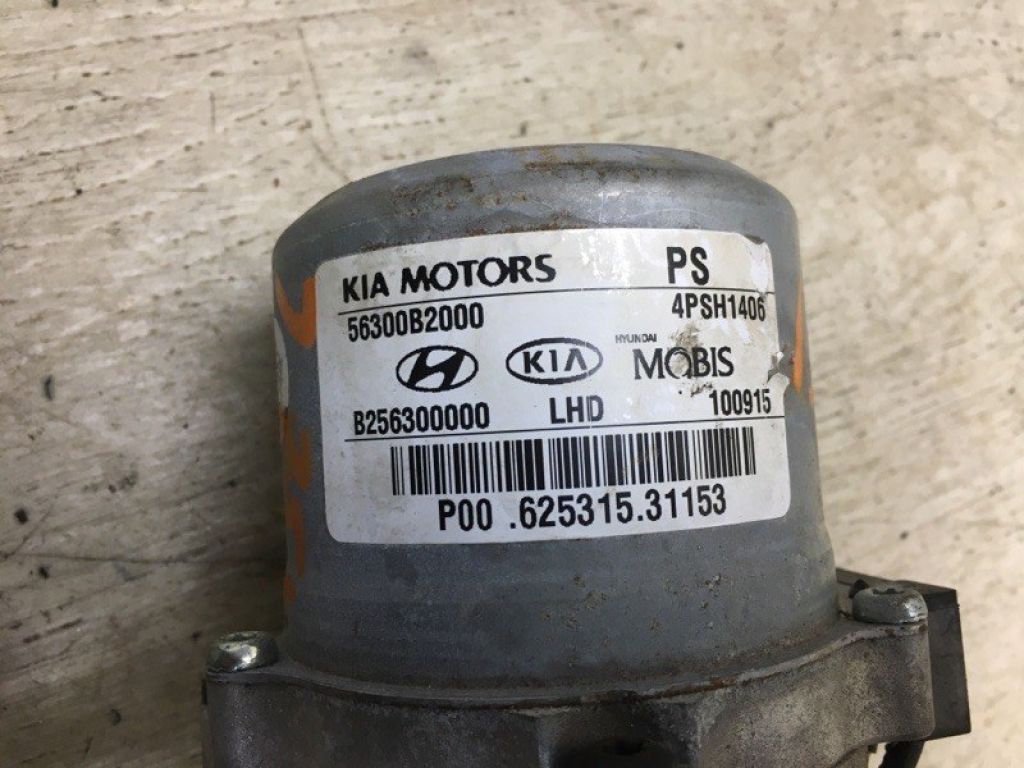 KIA MOTORS PS
56300B2000 4PSH1406
KIA HYUNDAI MOBIS
B256300000 LHD 100915
P00 .625315.31153